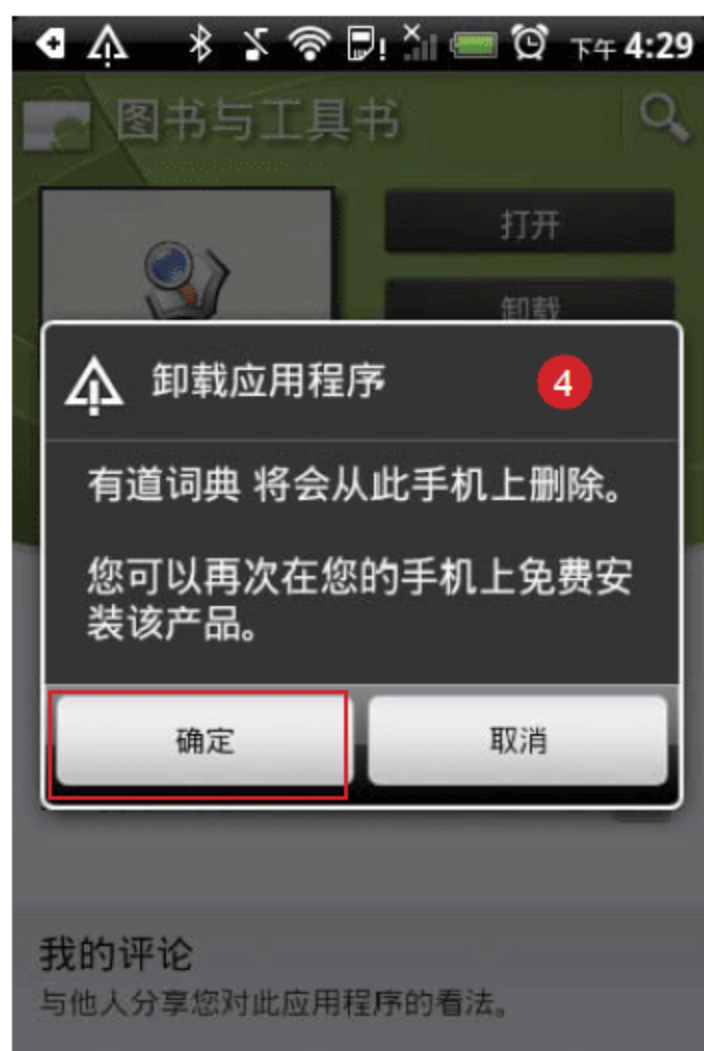 下午 4:29
图书与工具书
打开
卸载
卸载应用程序
4
有道词典 将会从此手机上删除。
您可以再次在您的手机上免费安
装该产品。
确定
取消
我的评论
与他人分享您对此应用程序的看法。